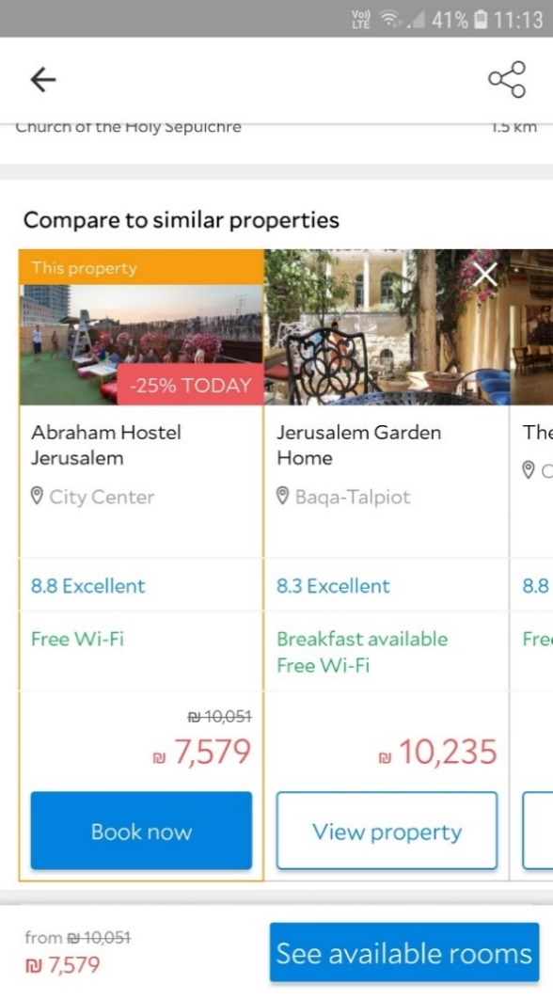 Vo)) LTE 41% 11:13
Church of the Holy Sepulchre 1.5 km
Compare to similar properties
This property
-25% TODAY
Abraham Hostel
Jerusalem
City Center
8.8 Excellent
Free Wi-Fi
₪ 10,051
₪ 7,579
Book now
Jerusalem Garden
Home
Baqa-Talpiot
8.3 Excellent
Breakfast available
Free Wi-Fi
₪ 10,235
View property
8.8
from ₪ 10,051
₪ 7,579
See available rooms